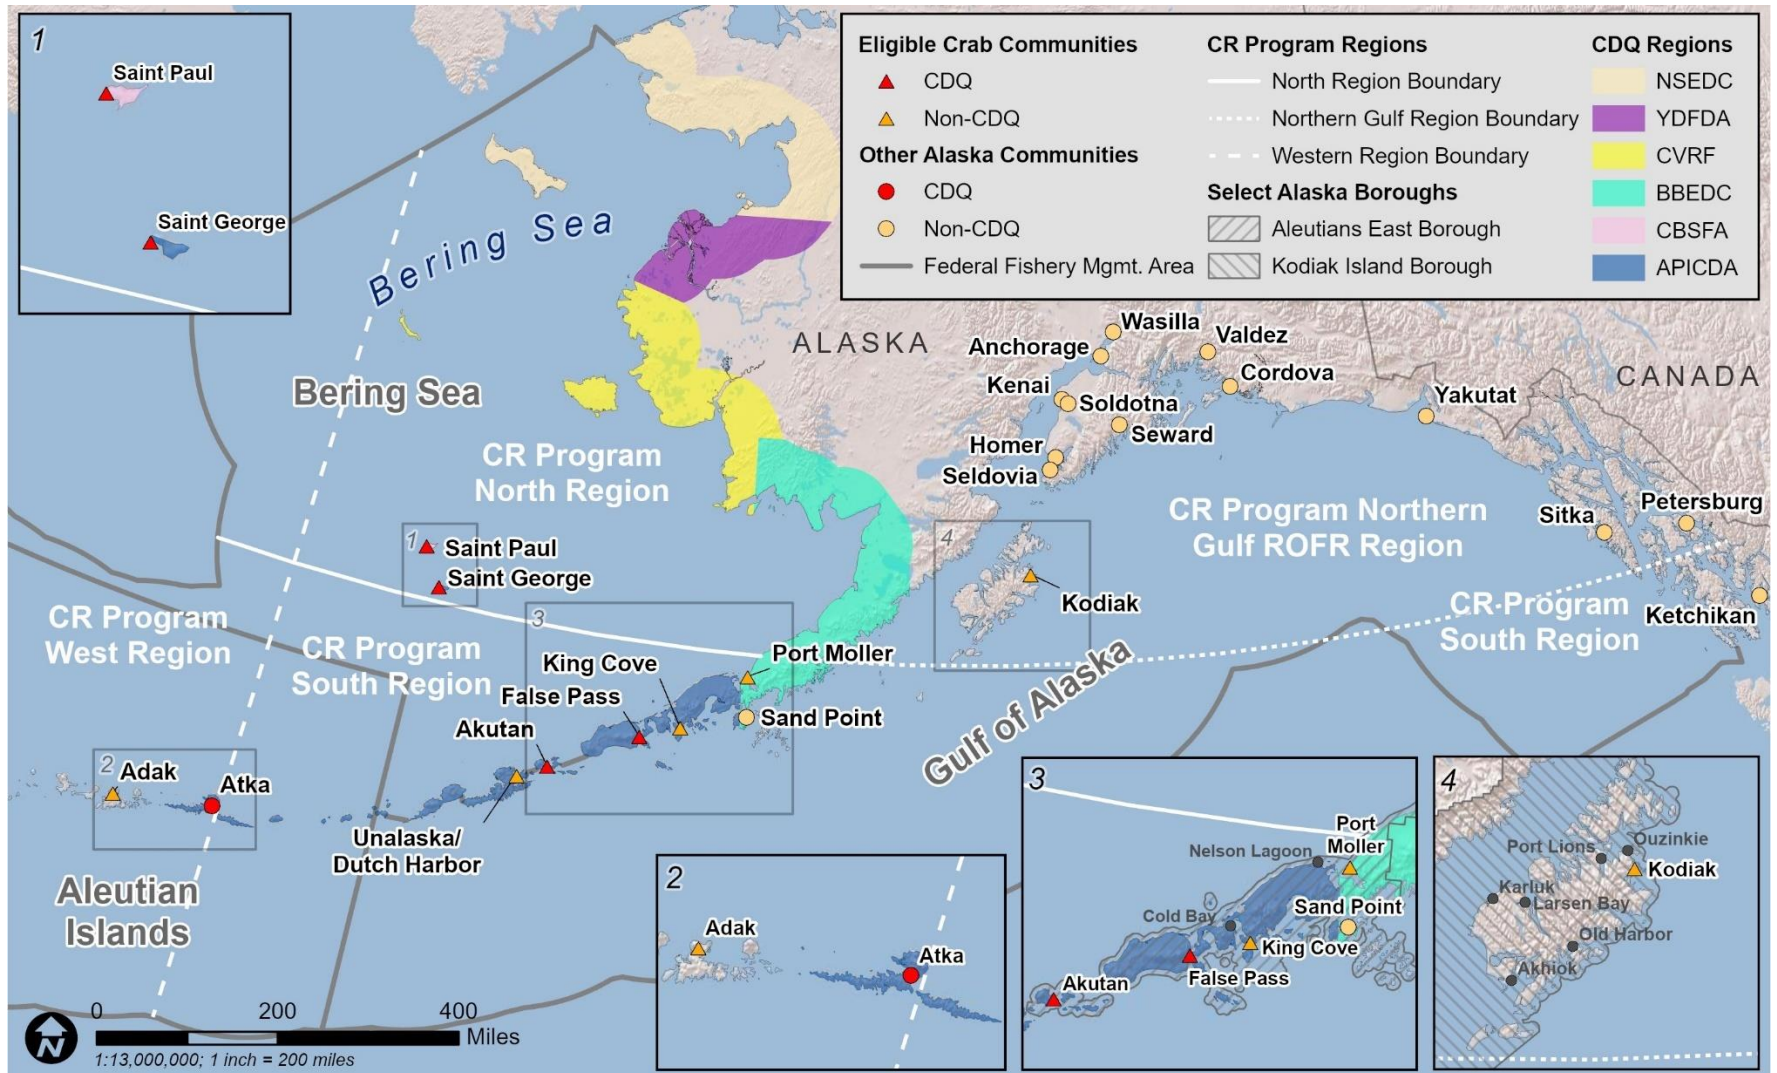 1
Saint Paul
Saint George
Eligible Crab Communities
CDQ
Non-CDQ
Other Alaska Communities
CDQ
Non-CDQ
Federal Fishery Mgmt. Area
CR Program Regions
North Region Boundary
Northern Gulf Region Boundary
Western Region Boundary
Select Alaska Boroughs
Aleutians East Borough
Kodiak Island Borough
CDQ Regions
NSEDC
YDFDA
CVRF
BBEDC
CBSFA
APICDA
Bering Sea
ALASKA
CANADA
Bering Sea
Wasilla
Anchorage
Valdez
Kenai
Cordova
Soldotna
Yakutat
Seward
Homer
Seldovia
CR Program
North Region
CR Program Northern
Gulf ROFR Region
Sitka
Petersburg
1
Saint Paul
Saint George
4
Kodiak
CR Program
South Region
Ketchikan
CR Program
West Region
CR Program
South Region
3
King Cove
Port Moller
False Pass
Sand Point
Akutan
Gulf of Alaska
2
Adak
Atka
Unalaska/
Dutch Harbor
Aleutian
Islands
0 200 400
Miles
N
1:13,000,000; 1 inch = 200 miles
2
Adak
Atka
3
Port
Moller
Nelson Lagoon
Sand Point
Cold Bay
King Cove
False Pass
Akutan
4
Ouzinkie
Port Lions
Kodiak
Karluk
Larsen Bay
Old Harbor
Akhiok